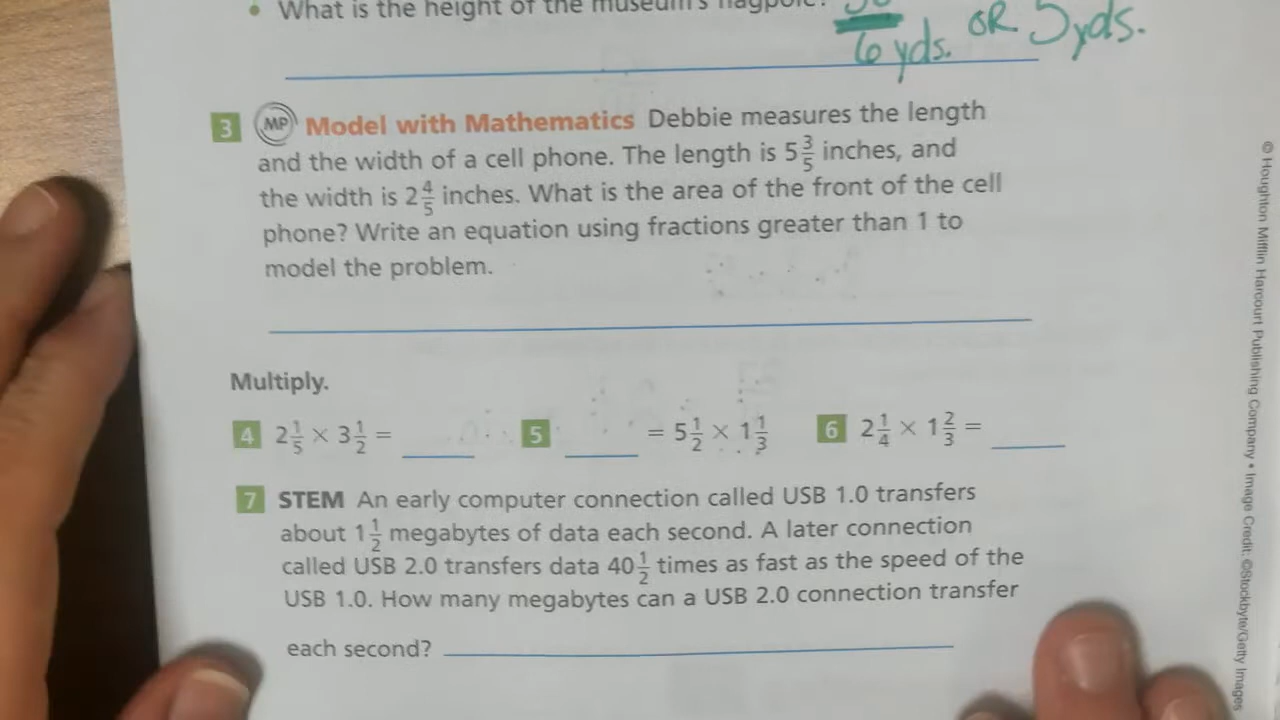 • What is the height of the museum's flagpole?
6 yds. OR 5 yds.
3 MP Model with Mathematics Debbie measures the length
and the width of a cell phone. The length is 5 3/5 inches, and
the width is 2 4/5 inches. What is the area of the front of the cell
phone? Write an equation using fractions greater than 1 to
model the problem.
Multiply.
4 2 1/5 × 3 1/2 = ____ 5 ____ = 5 1/2 × 1 1/3 6 2 1/4 × 1 2/3 = ____
7 STEM An early computer connection called USB 1.0 transfers
about 1 1/2 megabytes of data each second. A later connection
called USB 2.0 transfers data 40 1/2 times as fast as the speed of the
USB 1.0. How many megabytes can a USB 2.0 connection transfer
each second?
© Houghton Mifflin Harcourt Publishing Company • Image Credit: ©Stockbyte/Getty Images